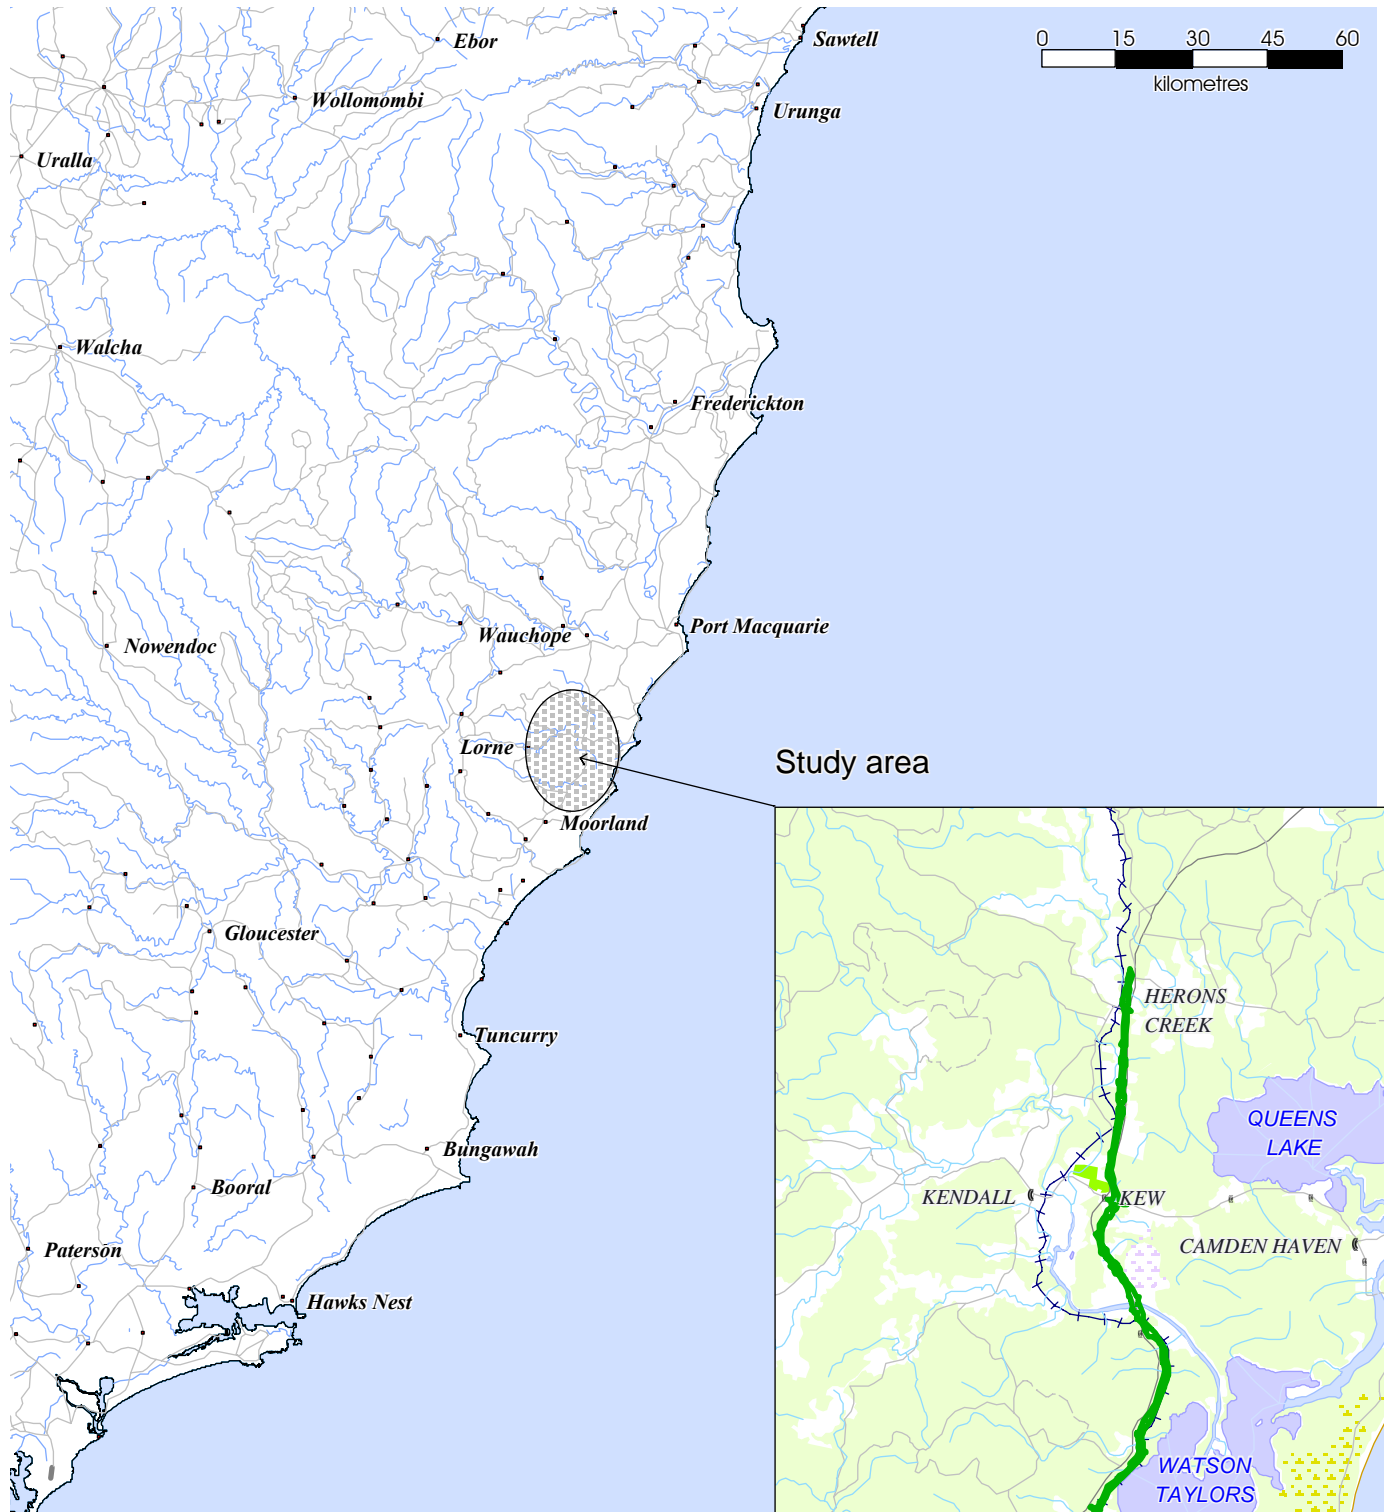 Ebor
Sawtell
0 15 30 45 60
kilometres
Wollomombi
Urunga
Uralla
Walcha
Frederickton
Port Macquarie
Wauchope
Nowendoc
Lorne
Study area
Moorland
Gloucester
HERONS
CREEK
Tuncurry
QUEENS
LAKE
Bungawah
Booral
KENDALL
KEW
CAMDEN HAVEN
Paterson
Hawks Nest
WATSON
TAYLORS